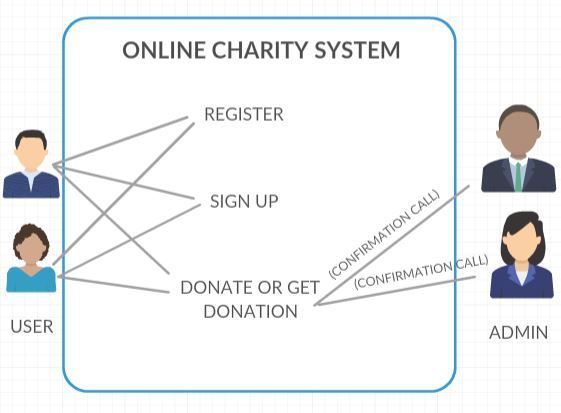 ONLINE CHARITY SYSTEM
REGISTER
SIGN UP
(CONFIRMATION CALL)
(CONFIRMATION CALL)
DONATE OR GET
DONATION
USER
ADMIN